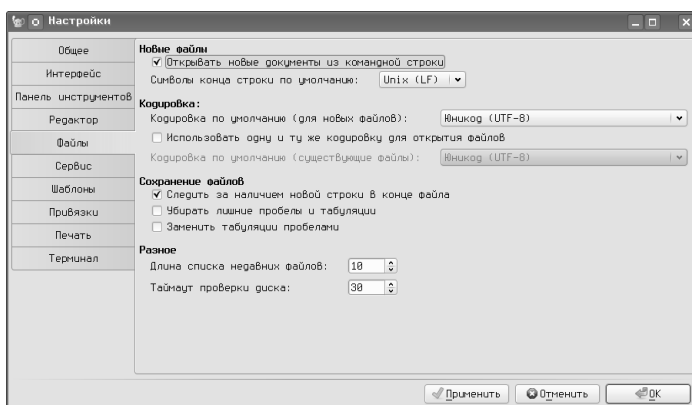 Настройки
Общее
Интерфейс
Панель инструментов
Редактор
Файлы
Сервис
Шаблоны
Привязки
Печать
Терминал
Новые файлы
Открывать новые документы из командной строки
Символы конца строки по умолчанию: Unix (LF)
Кодировка:
Кодировка по умолчанию (для новых файлов): Юникод (UTF-8)
Использовать одну и ту же кодировку для открытия файлов
Кодировка по умолчанию (существующие файлы): Юникод (UTF-8)
Сохранение файлов
Следить за наличием новой строки в конце файла
Убирать лишние пробелы и табуляции
Заменить табуляции пробелами
Разное
Длина списка недавних файлов: 10
Таймаут проверки диска: 30
Применить Отменить OK